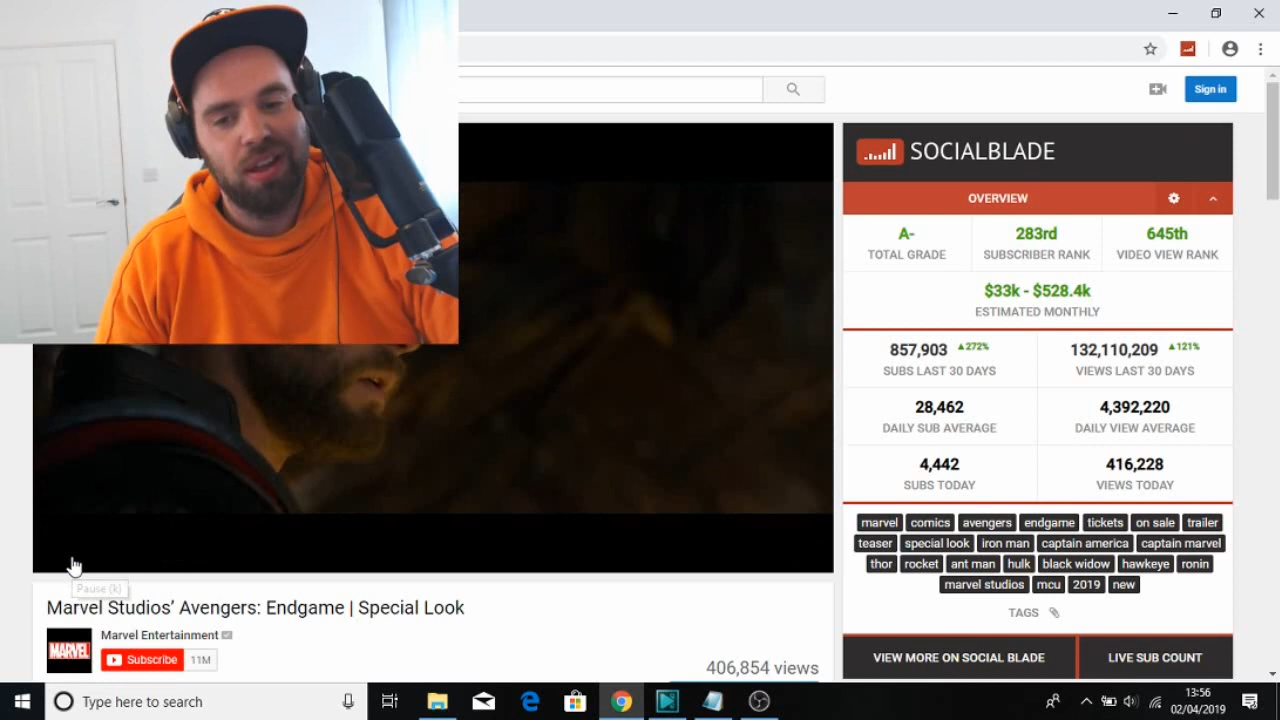 Sign in
SOCIALBLADE
OVERVIEW
A- 283rd 645th
TOTAL GRADE SUBSCRIBER RANK VIDEO VIEW RANK
$33k - $528.4k
ESTIMATED MONTHLY
857,903 ▲272% 132,110,209 ▲121%
SUBS LAST 30 DAYS VIEWS LAST 30 DAYS
28,462 4,392,220
DAILY SUB AVERAGE DAILY VIEW AVERAGE
4,442 416,228
SUBS TODAY VIEWS TODAY
marvel comics avengers endgame tickets on sale trailer
teaser special look iron man captain america captain marvel
thor rocket ant man hulk black widow hawkeye ronin
marvel studios mcu 2019 new
TAGS
VIEW MORE ON SOCIAL BLADE LIVE SUB COUNT
Pause (k)
Marvel Studios’ Avengers: Endgame | Special Look
MARVEL
Marvel Entertainment
Subscribe 11M
406,854 views
Type here to search
13:56
02/04/2019